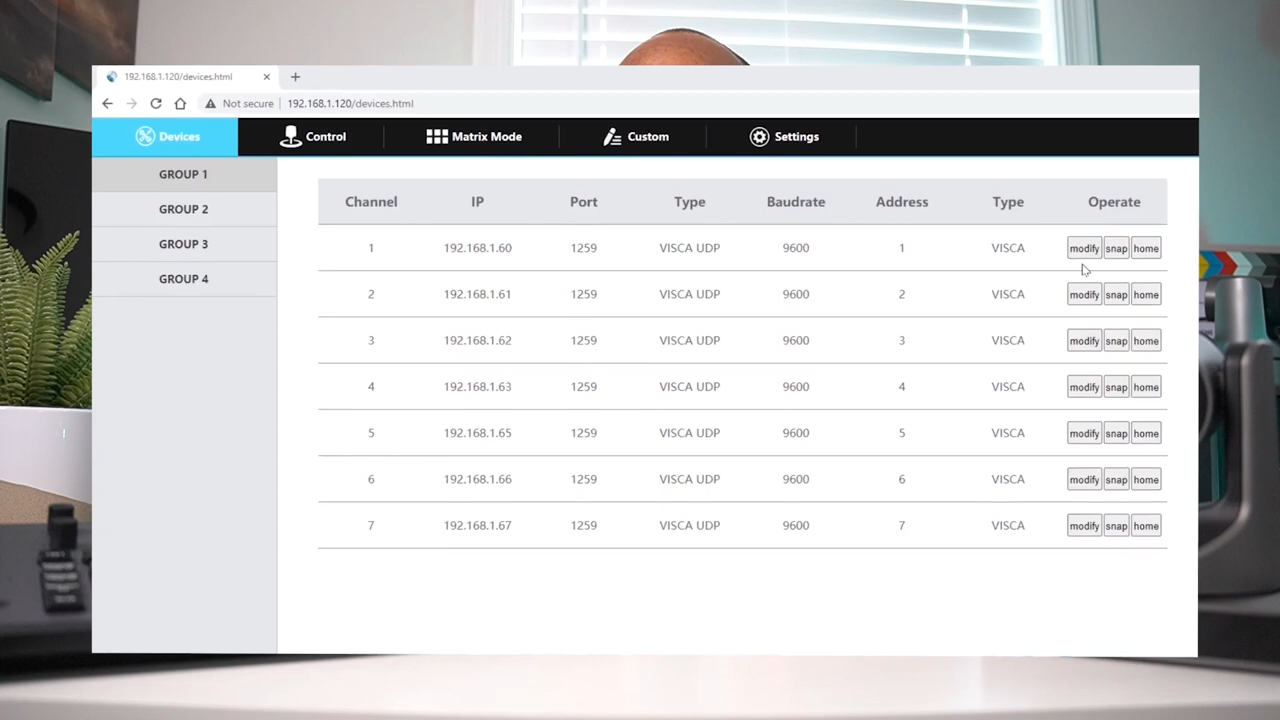 192.168.1.120/devices.html
Not secure 192.168.1.120/devices.html
Devices Control Matrix Mode Custom Settings
GROUP 1
GROUP 2
GROUP 3
GROUP 4
Channel IP Port Type Baudrate Address Type Operate
1 192.168.1.60 1259 VISCA UDP 9600 1 VISCA modify snap home
2 192.168.1.61 1259 VISCA UDP 9600 2 VISCA modify snap home
3 192.168.1.62 1259 VISCA UDP 9600 3 VISCA modify snap home
4 192.168.1.63 1259 VISCA UDP 9600 4 VISCA modify snap home
5 192.168.1.65 1259 VISCA UDP 9600 5 VISCA modify snap home
6 192.168.1.66 1259 VISCA UDP 9600 6 VISCA modify snap home
7 192.168.1.67 1259 VISCA UDP 9600 7 VISCA modify snap home